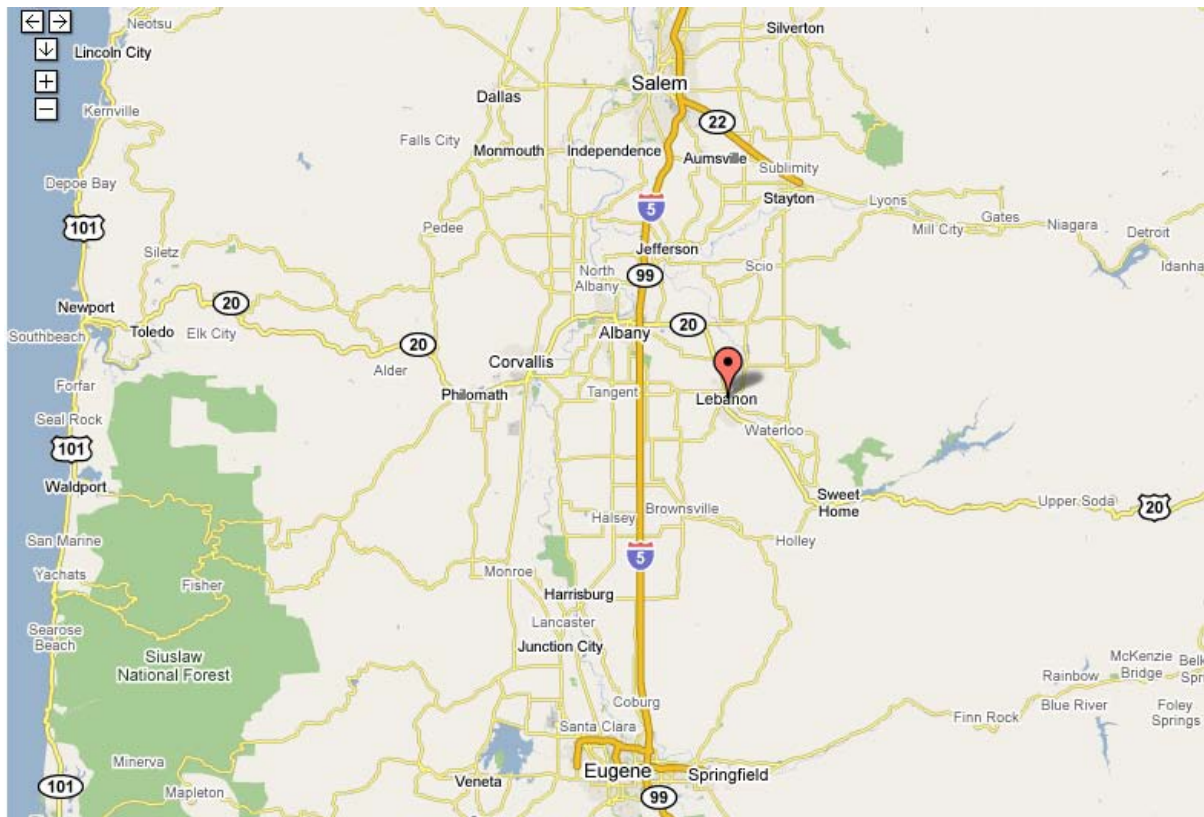 Neotsu
Silverton
Lincoln City
Salem
Dallas
Kernville
22
Falls City
Monmouth
Independence
Aumsville
Sublimity
Depoe Bay
Stayton
Lyons
5
101
Pedee
Gates
Mill City
Niagara
Detroit
Siletz
Jefferson
Idanha
Scio
North
Albany
99
Newport
20
Toledo
Elk City
Southbeach
20
Albany
20
Corvallis
Alder
Forfar
Philomath
Tangent
Lebanon
Seal Rock
Waterloo
101
Waldport
Sweet
Home
Upper Soda
20
Brownsville
Halsey
San Marine
Holley
5
Yachats
Fisher
Monroe
Harrisburg
Searose
Beach
Lancaster
Junction City
Siuslaw
National Forest
McKenzie
Bridge
Belk
Spri
Rainbow
Coburg
Blue River
Foley
Springs
Finn Rock
Santa Clara
Minerva
Eugene
Springfield
Veneta
101
Mapleton
99